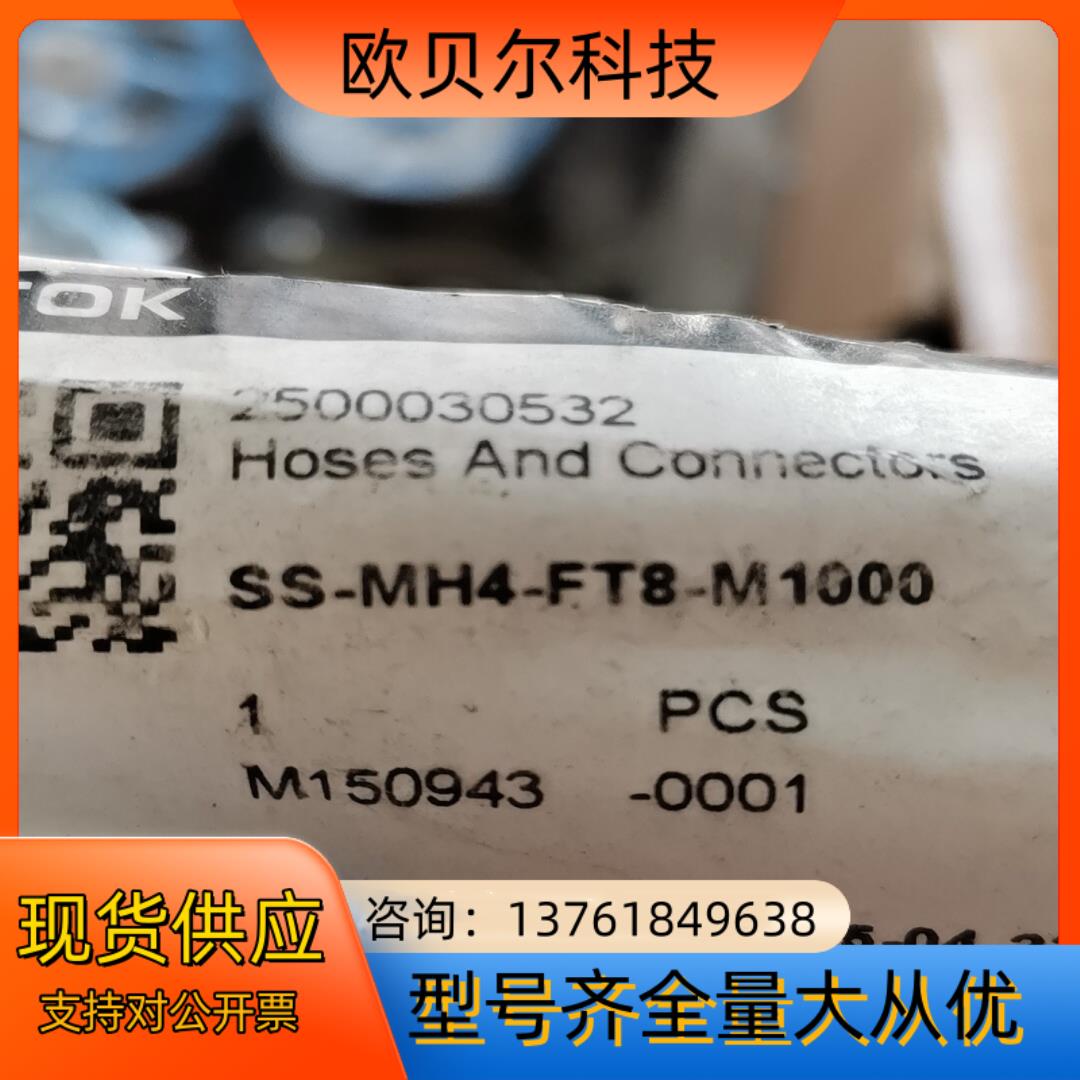 欧贝尔科技
TOK
2500030532
Hoses And Connectors
SS-MH4-FT8-M1000
1 PCS
M150943 -0001
现货供应
支持对公开票
咨询：13761849638
型号齐全量大从优